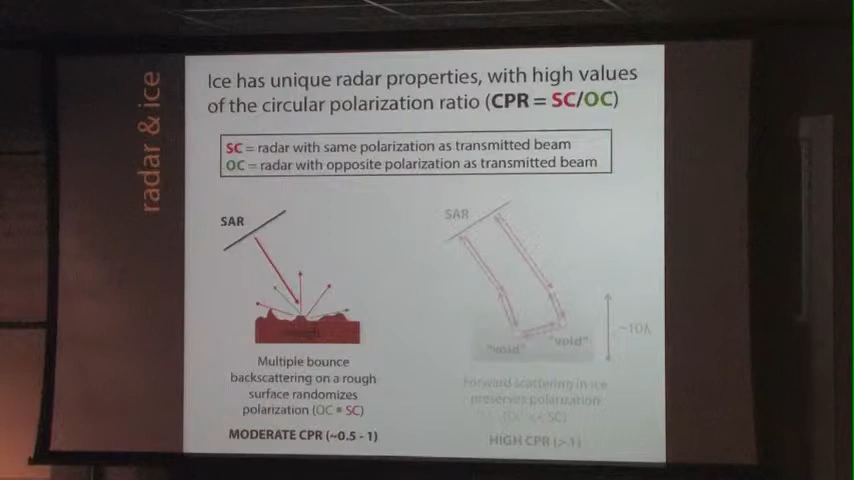 radar & ice
Ice has unique radar properties, with high values
of the circular polarization ratio (CPR = SC/OC)
SC = radar with same polarization as transmitted beam
OC = radar with opposite polarization as transmitted beam
SAR
Multiple bounce
backscattering on a rough
surface randomizes
polarization (OC ≈ SC)
MODERATE CPR (~0.5 - 1)
SAR
"void"
"void"
~10λ
Forward scattering in ice
preserves polarization
(OC << SC)
HIGH CPR (>1)